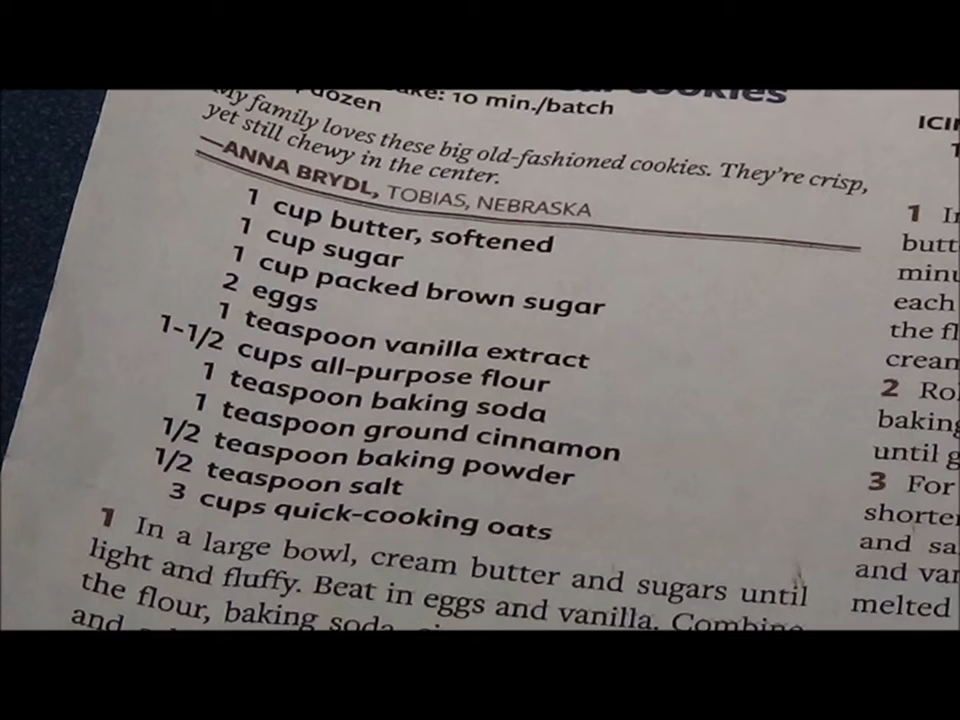 cookies
dozen
10 min./batch
My family loves these big old-fashioned cookies. They're crisp,
yet still chewy in the center.
—ANNA BRYDL, TOBIAS, NEBRASKA
1 cup butter, softened
1 cup sugar
1 cup packed brown sugar
2 eggs
1 teaspoon vanilla extract
1-1/2 cups all-purpose flour
1 teaspoon baking soda
1 teaspoon ground cinnamon
1/2 teaspoon baking powder
1/2 teaspoon salt
3 cups quick-cooking oats
1 In a large bowl, cream butter and sugars until
light and fluffy. Beat in eggs and vanilla. Combine
the flour, baking soda,
and
1
butt
minu
each
the fl
cream
2 Rol
baking
until g
3 For
shorte
and sa
and van
melted